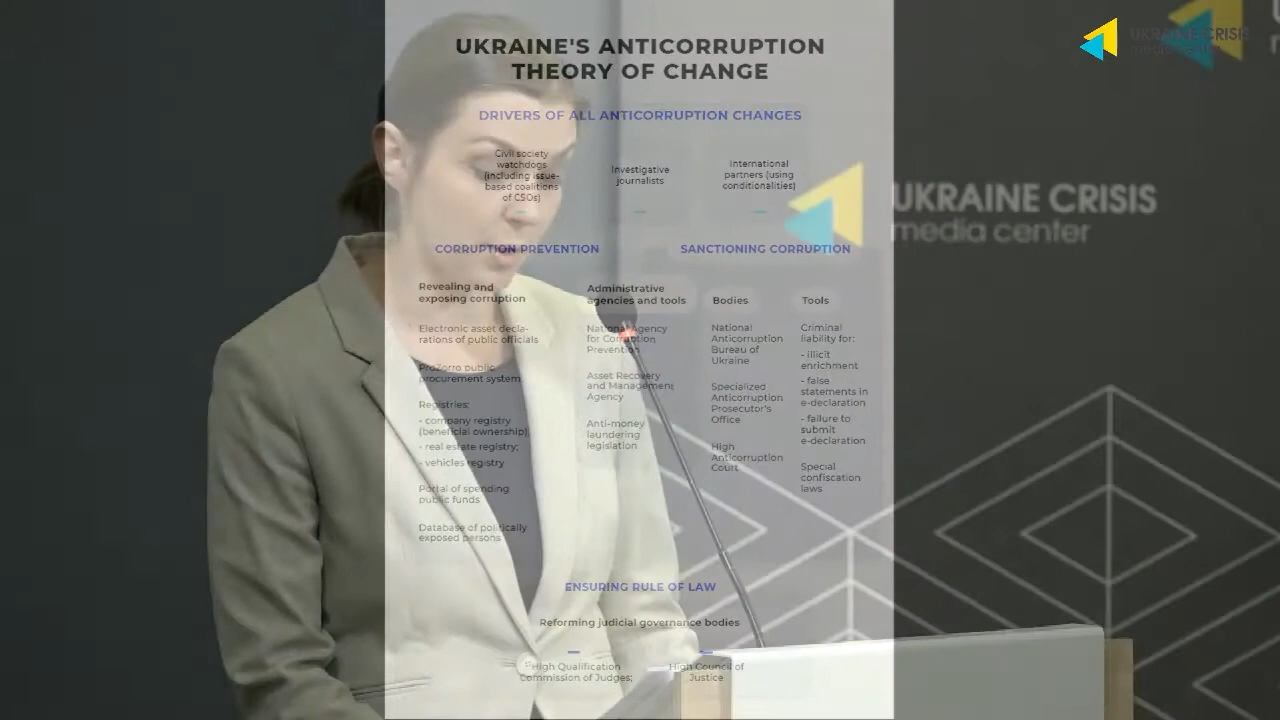 UKRAINE CRISIS
media center
UKRAINE'S ANTICORRUPTION
THEORY OF CHANGE
DRIVERS OF ALL ANTICORRUPTION CHANGES
Civil society
watchdogs
(including issue-
based coalitions
of CSOs)
Investigative
journalists
International
partners (using
conditionalities)
UKRAINE CRISIS
media center
CORRUPTION PREVENTION
SANCTIONING CORRUPTION
Revealing and
exposing corruption
Electronic asset decla-
rations of public officials
ProZorro public
procurement system
Registries:
- company registry
(beneficial ownership);
- real estate registry;
- vehicles registry
Portal of spending
public funds
Database of politically
exposed persons
Administrative
agencies and tools
National Agency
for Corruption
Prevention
Asset Recovery
and Management
Agency
Anti-money
laundering
legislation
Bodies
National
Anticorruption
Bureau of
Ukraine
Specialized
Anticorruption
Prosecutor's
Office
High
Anticorruption
Court
Tools
Criminal
liability for:
- illicit
enrichment
- false
statements in
e-declaration
- failure to
submit
e-declaration
Special
confiscation
laws
ENSURING RULE OF LAW
Reforming judicial governance bodies
High Qualification
Commission of Judges;
High Council of
Justice